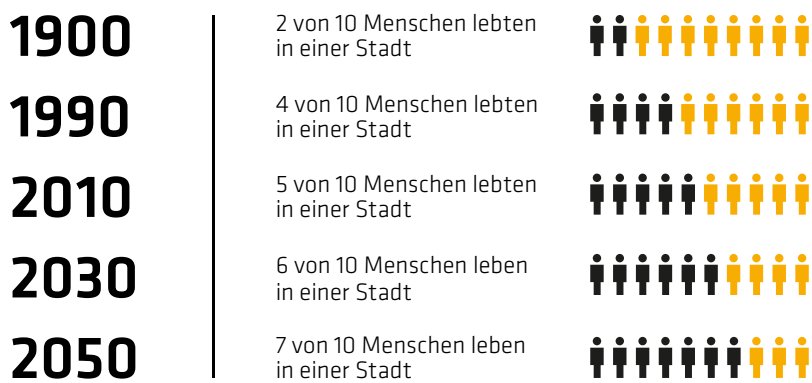 1900
2 von 10 Menschen lebten
in einer Stadt
1990
4 von 10 Menschen lebten
in einer Stadt
2010
5 von 10 Menschen lebten
in einer Stadt
2030
6 von 10 Menschen leben
in einer Stadt
2050
7 von 10 Menschen leben
in einer Stadt